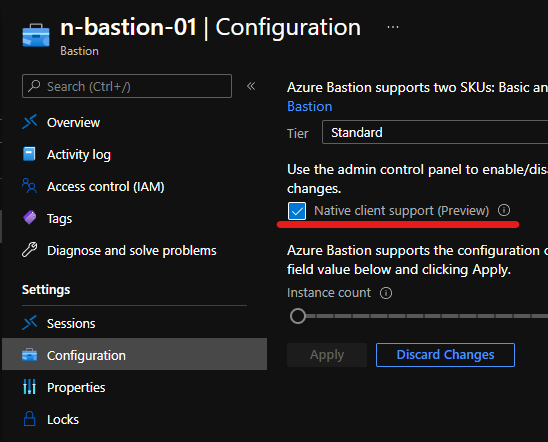 n-bastion-01 | Configuration ...
Bastion
Search (Ctrl+/)
«
Overview
Activity log
Access control (IAM)
Tags
Diagnose and solve problems
Settings
Sessions
Configuration
Properties
Locks
Azure Bastion supports two SKUs: Basic an
Bastion
Tier Standard
Use the admin control panel to enable/disa
changes.
Native client support (Preview)
Azure Bastion supports the configuration o
field value below and clicking Apply.
Instance count
Apply Discard Changes